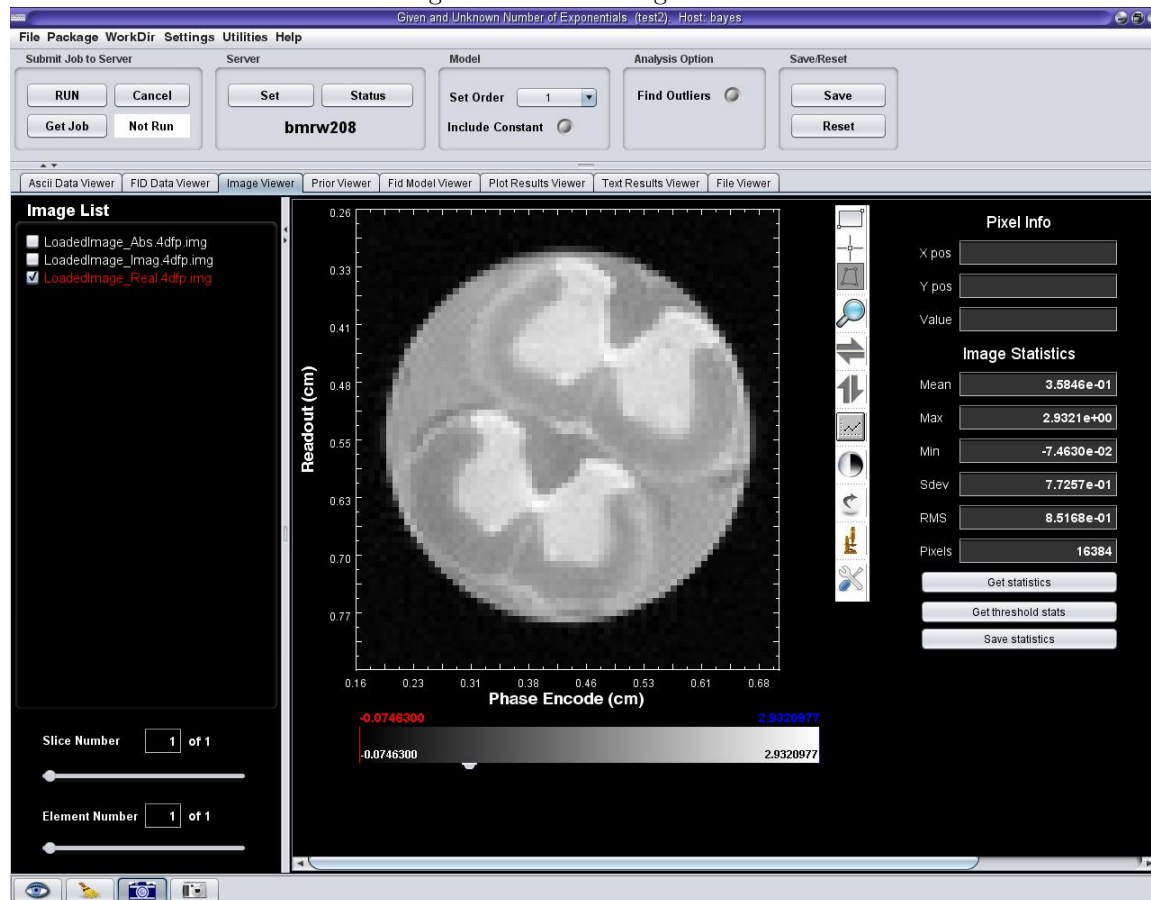 Given and Unknown Number of Exponentials (test2). Host: bayes
File Package WorkDir Settings Utilities Help
Submit Job to Server
RUN Cancel
Get Job Not Run
Server
Set Status
bmrw208
Model
Set Order 1
Include Constant
Analysis Option
Find Outliers
Save/Reset
Save
Reset
Ascii Data Viewer FID Data Viewer Image Viewer Prior Viewer Fid Model Viewer Plot Results Viewer Text Results Viewer File Viewer
Image List
LoadedImage_Abs.4dfp.img
LoadedImage_Imag.4dfp.img
LoadedImage_Real.4dfp.img
Slice Number 1 of 1
Element Number 1 of 1
Readout (cm)
0.26
0.33
0.41
0.48
0.55
0.63
0.70
0.77
0.16 0.23 0.31 0.38 0.46 0.53 0.61 0.68
Phase Encode (cm)
-0.0746300 2.9320977
-0.0746300 2.9320977
Pixel Info
X pos
Y pos
Value
Image Statistics
Mean 3.5846e-01
Max 2.9321e+00
Min -7.4630e-02
Sdev 7.7257e-01
RMS 8.5168e-01
Pixels 16384
Get statistics
Get threshold stats
Save statistics